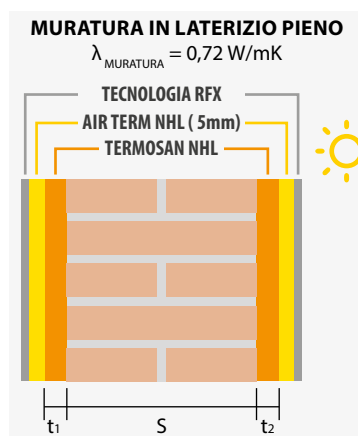 MURATURA IN LATERIZIO PIENO
λ MURATURA = 0,72 W/mK
TECNOLOGIA RFX
AIR TERM NHL ( 5mm)
TERMOSAN NHL
t1 S t2